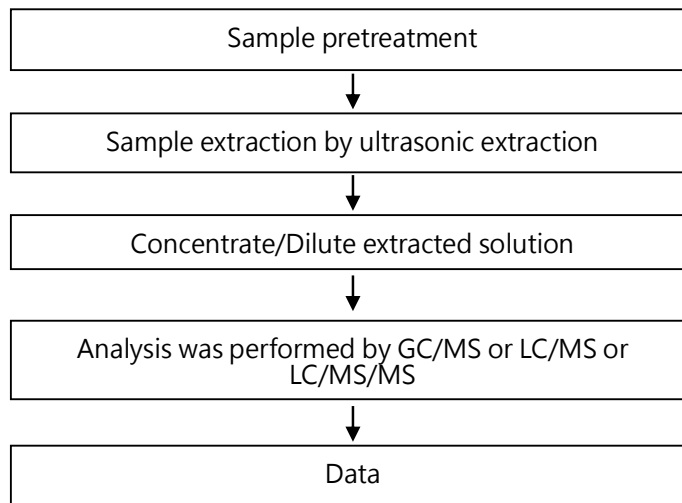 Sample pretreatment
Sample extraction by ultrasonic extraction
Concentrate/Dilute extracted solution
Analysis was performed by GC/MS or LC/MS or
LC/MS/MS
Data